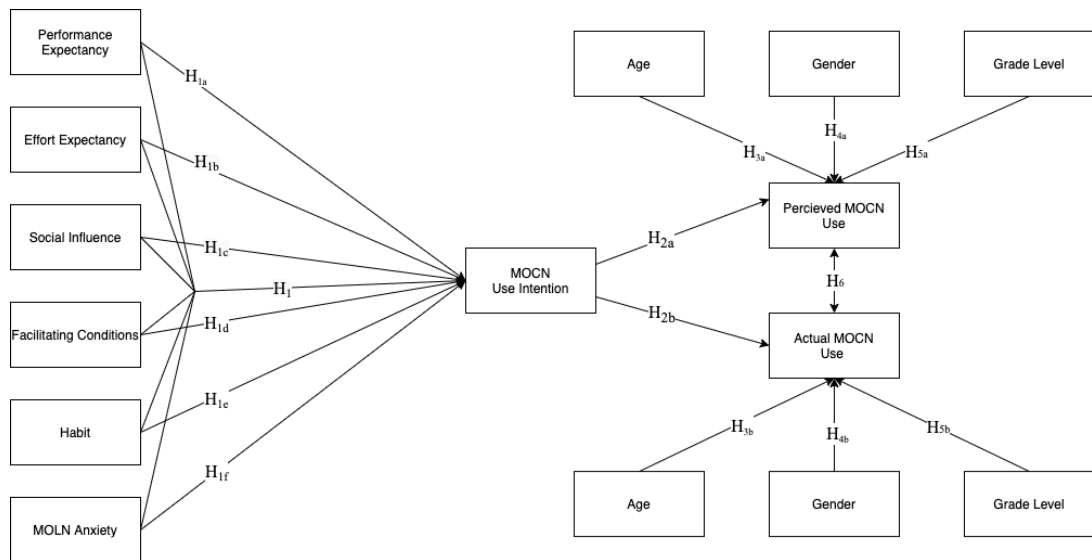 Performance
Expectancy
Effort Expectancy
Social Influence
Facilitating Conditions
Habit
MOLN Anxiety
H1a
H1b
H1c
H1
H1d
H1e
H1f
MOCN
Use Intention
H2a
H2b
Age
Gender
Grade Level
H3a
H4a
H5a
Percieved MOCN
Use
H6
Actual MOCN
Use
H3b
H4b
H5b
Age
Gender
Grade Level